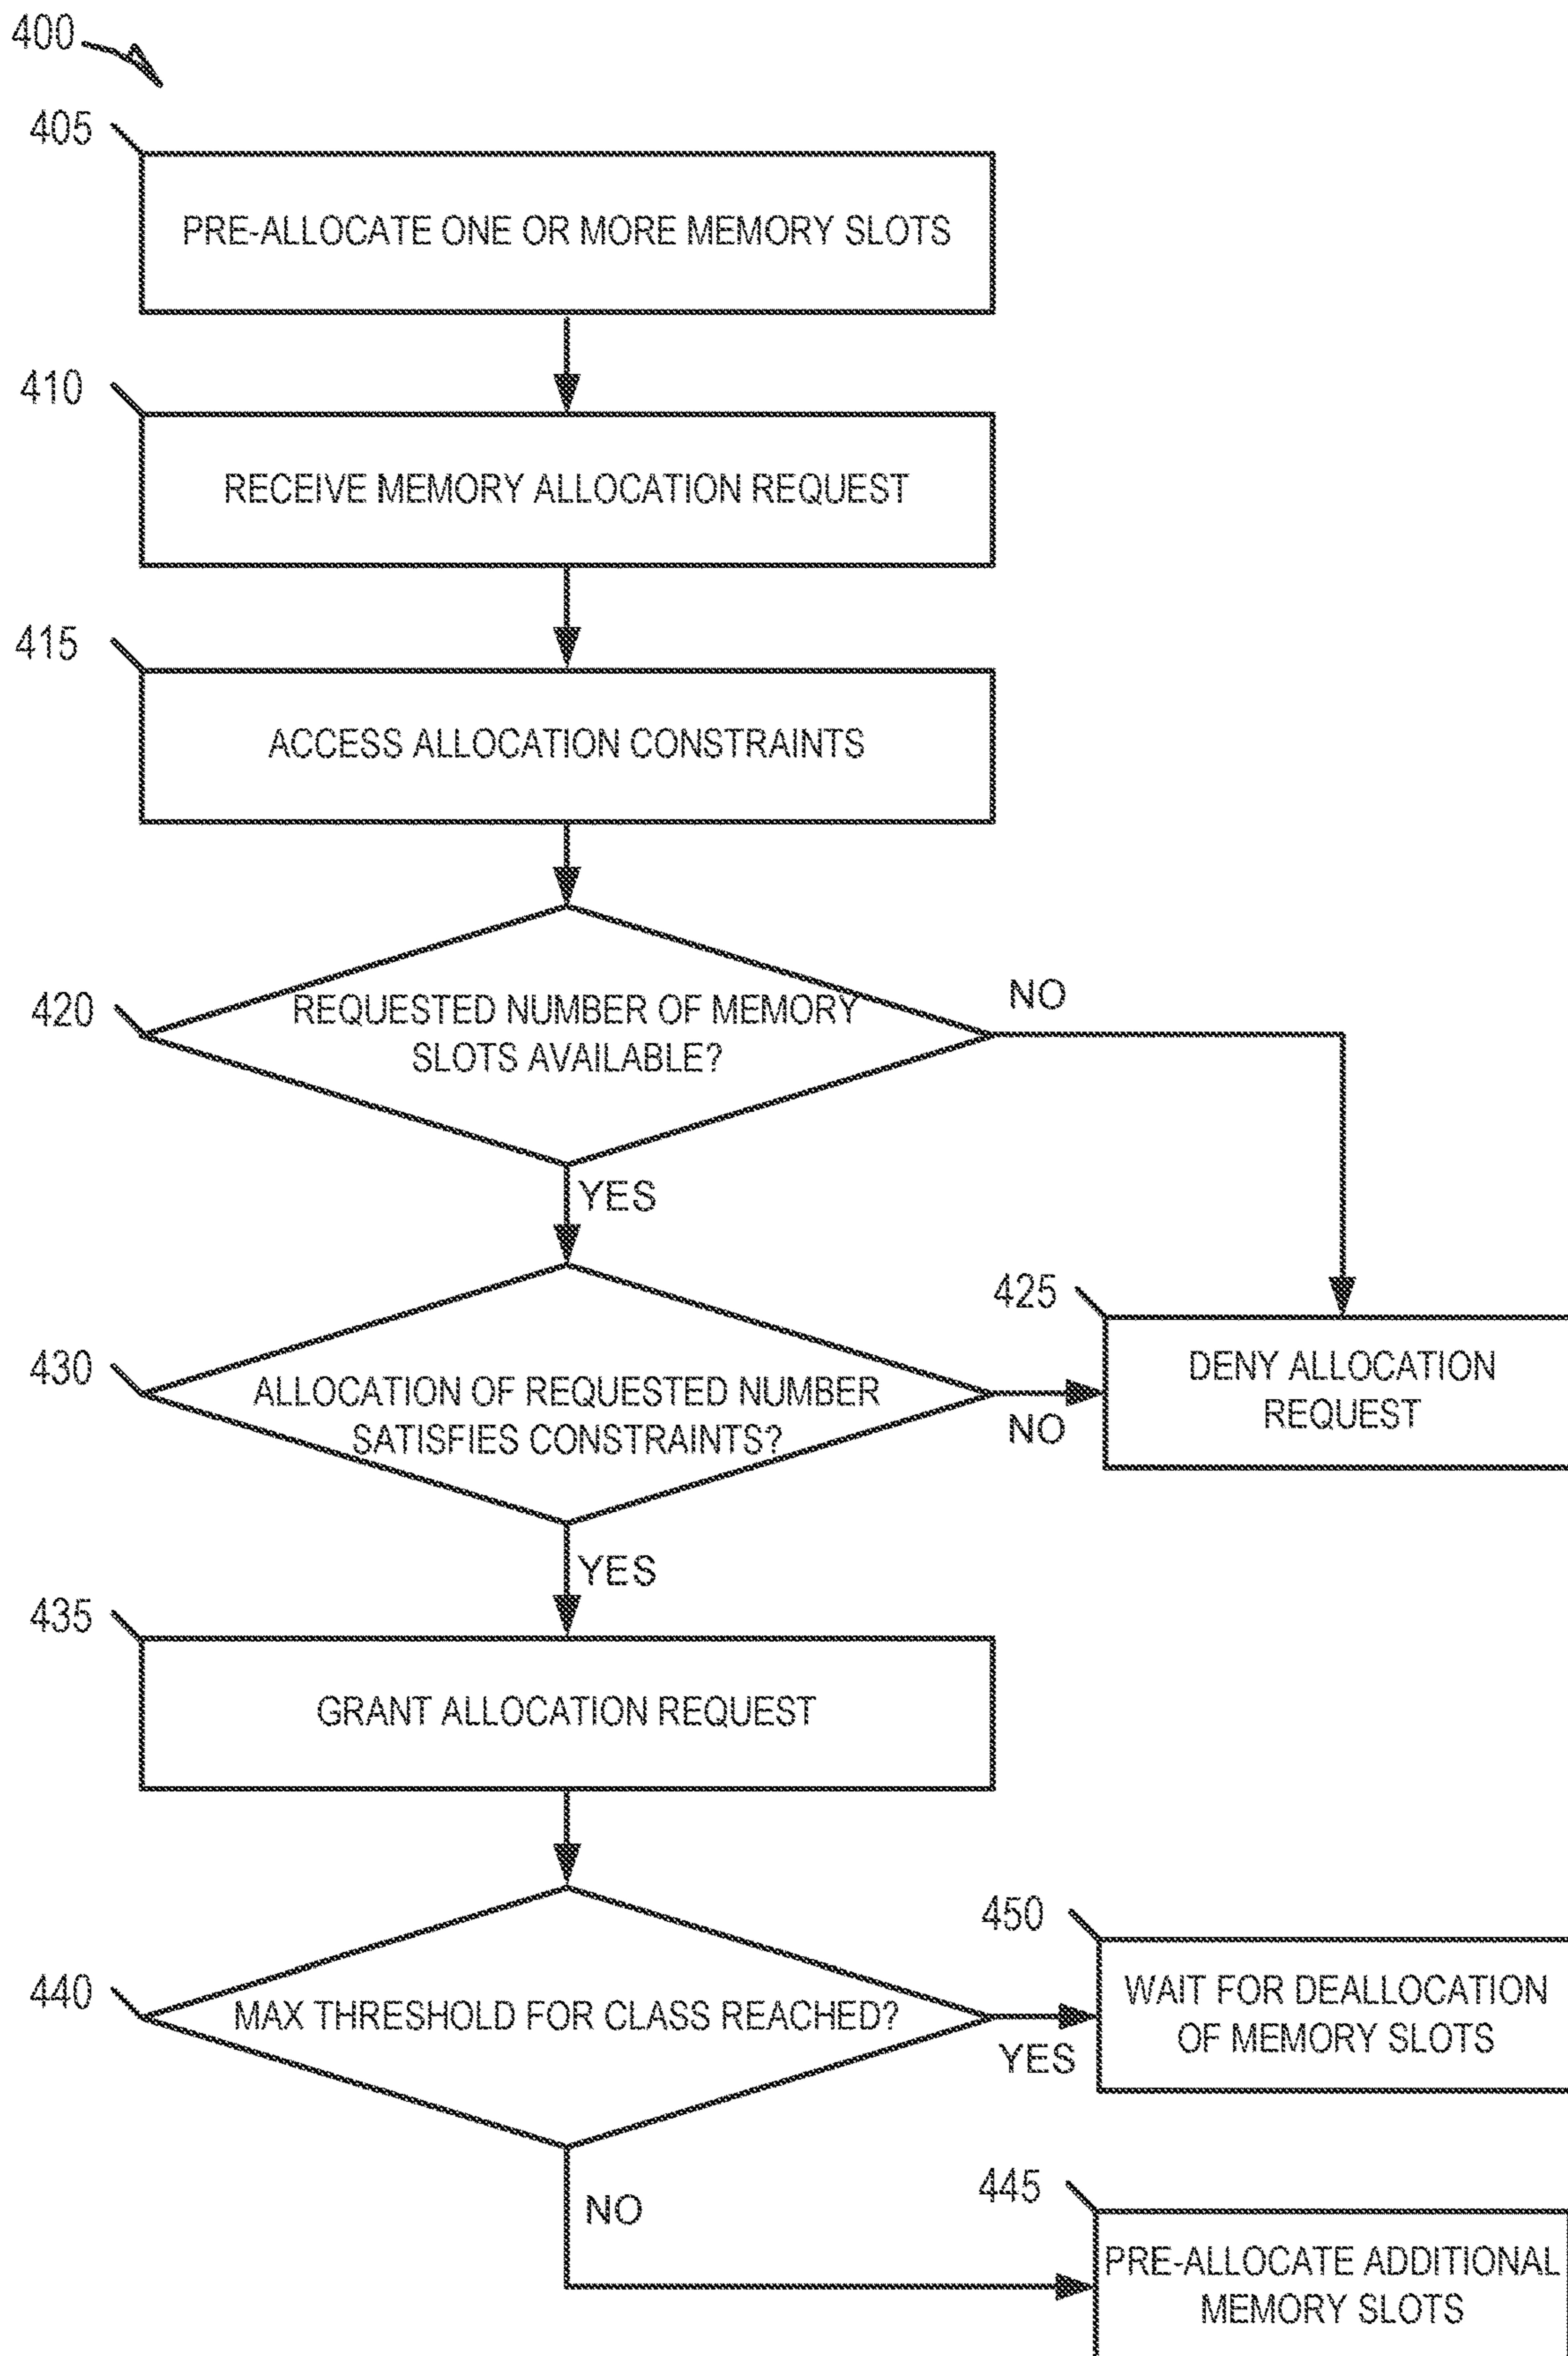 400
405
PRE-ALLOCATE ONE OR MORE MEMORY SLOTS
410
RECEIVE MEMORY ALLOCATION REQUEST
415
ACCESS ALLOCATION CONSTRAINTS
420
REQUESTED NUMBER OF MEMORY
SLOTS AVAILABLE?
NO
YES
425
DENY ALLOCATION
REQUEST
430
ALLOCATION OF REQUESTED NUMBER
SATISFIES CONSTRAINTS?
NO
YES
435
GRANT ALLOCATION REQUEST
440
MAX THRESHOLD FOR CLASS REACHED?
YES
450
WAIT FOR DEALLOCATION
OF MEMORY SLOTS
NO
445
PRE-ALLOCATE ADDITIONAL
MEMORY SLOTS